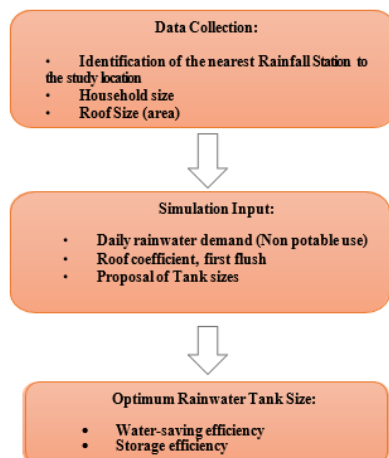 Data Collection:
• Identification of the nearest Rainfall Station to
the study location
• Household size
• Roof Size (area)
Simulation Input:
• Daily rainwater demand (Non potable use)
• Roof coefficient, first flush
• Proposal of Tank sizes
Optimum Rainwater Tank Size:
• Water-saving efficiency
• Storage efficiency